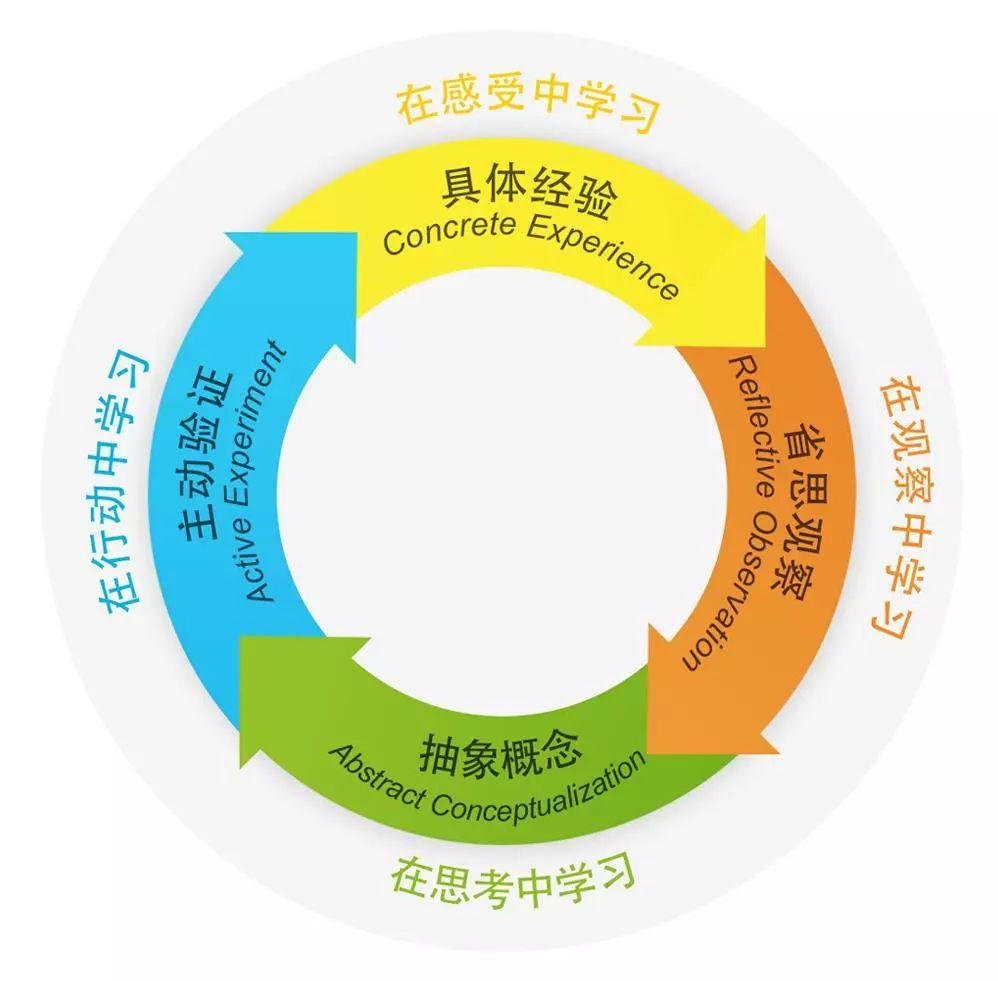 在感受中学习
具体经验
Concrete Experience
在观察中学习
省思观察
Reflective Observation
抽象概念
Abstract Conceptualization
在思考中学习
在行动中学习
主动验证
Active Experiment